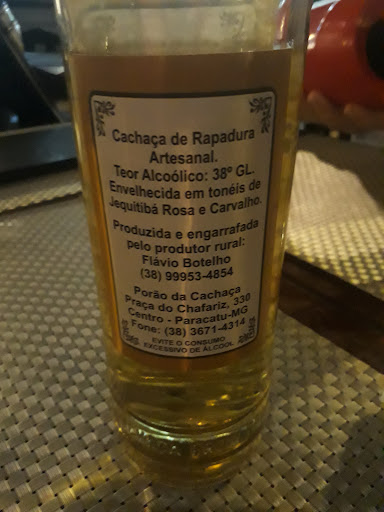 Cachaça de Rapadura
Artesanal.
Teor Alcoólico: 38º GL.
Envelhecida em tonéis de
Jequitibá Rosa e Carvalho.
Produzida e engarrafada
pelo produtor rural:
Flávio Botelho
(38) 99953-4854
Porão da Cachaça
Praça do Chafariz, 330
Centro - Paracatu-MG
Fone: (38) 3671-4314
EVITE O CONSUMO
EXCESSIVO DE ÁLCOOL